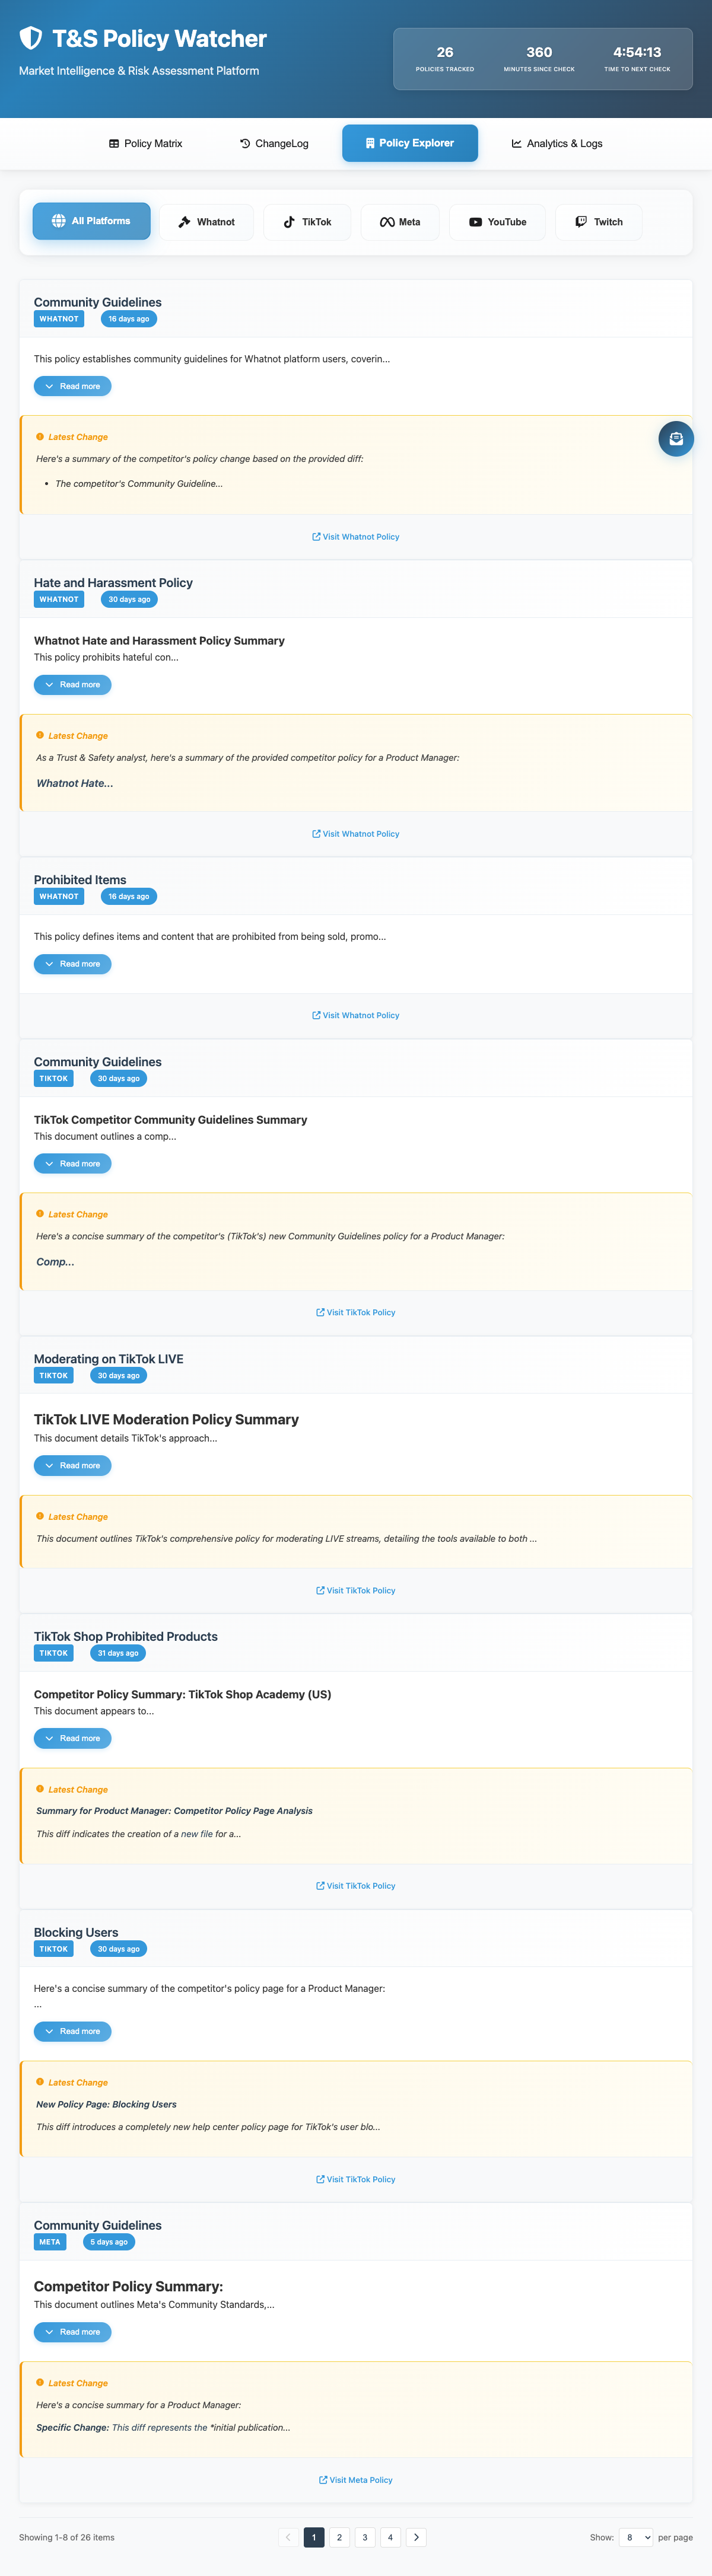 T&S Policy Watcher
Market Intelligence & Risk Assessment Platform
26
POLICIES TRACKED
360
MINUTES SINCE CHECK
4:54:13
TIME TO NEXT CHECK
Policy Matrix
ChangeLog
Policy Explorer
Analytics & Logs
All Platforms
Whatnot
TikTok
Meta
YouTube
Twitch
Community Guidelines
WHATNOT
16 days ago
This policy establishes community guidelines for Whatnot platform users, coverin...
Read more
Latest Change
Here's a summary of the competitor's policy change based on the provided diff:
• The competitor's Community Guideline...
Visit Whatnot Policy
Hate and Harassment Policy
WHATNOT
30 days ago
Whatnot Hate and Harassment Policy Summary
This policy prohibits hateful con...
Read more
Latest Change
As a Trust & Safety analyst, here's a summary of the provided competitor policy for a Product Manager:
Whatnot Hate...
Visit Whatnot Policy
Prohibited Items
WHATNOT
16 days ago
This policy defines items and content that are prohibited from being sold, promo...
Read more
Visit Whatnot Policy
Community Guidelines
TIKTOK
30 days ago
TikTok Competitor Community Guidelines Summary
This document outlines a comp...
Read more
Latest Change
Here's a concise summary of the competitor's (TikTok's) new Community Guidelines policy for a Product Manager:
Comp...
Visit TikTok Policy
Moderating on TikTok LIVE
TIKTOK
30 days ago
TikTok LIVE Moderation Policy Summary
This document details TikTok's approach...
Read more
Latest Change
This document outlines TikTok's comprehensive policy for moderating LIVE streams, detailing the tools available to both ...
Visit TikTok Policy
TikTok Shop Prohibited Products
TIKTOK
31 days ago
Competitor Policy Summary: TikTok Shop Academy (US)
This document appears to...
Read more
Latest Change
Summary for Product Manager: Competitor Policy Page Analysis
This diff indicates the creation of a new file for a...
Visit TikTok Policy
Blocking Users
TIKTOK
30 days ago
Here's a concise summary of the competitor's policy page for a Product Manager:
...
Read more
Latest Change
New Policy Page: Blocking Users
This diff introduces a completely new help center policy page for TikTok's user blo...
Visit TikTok Policy
Community Guidelines
META
5 days ago
Competitor Policy Summary:
This document outlines Meta's Community Standards,...
Read more
Latest Change
Here's a concise summary for a Product Manager:
Specific Change: This diff represents the *initial publication...
Visit Meta Policy
Showing 1-8 of 26 items
1
2
3
4
Show:
8
per page